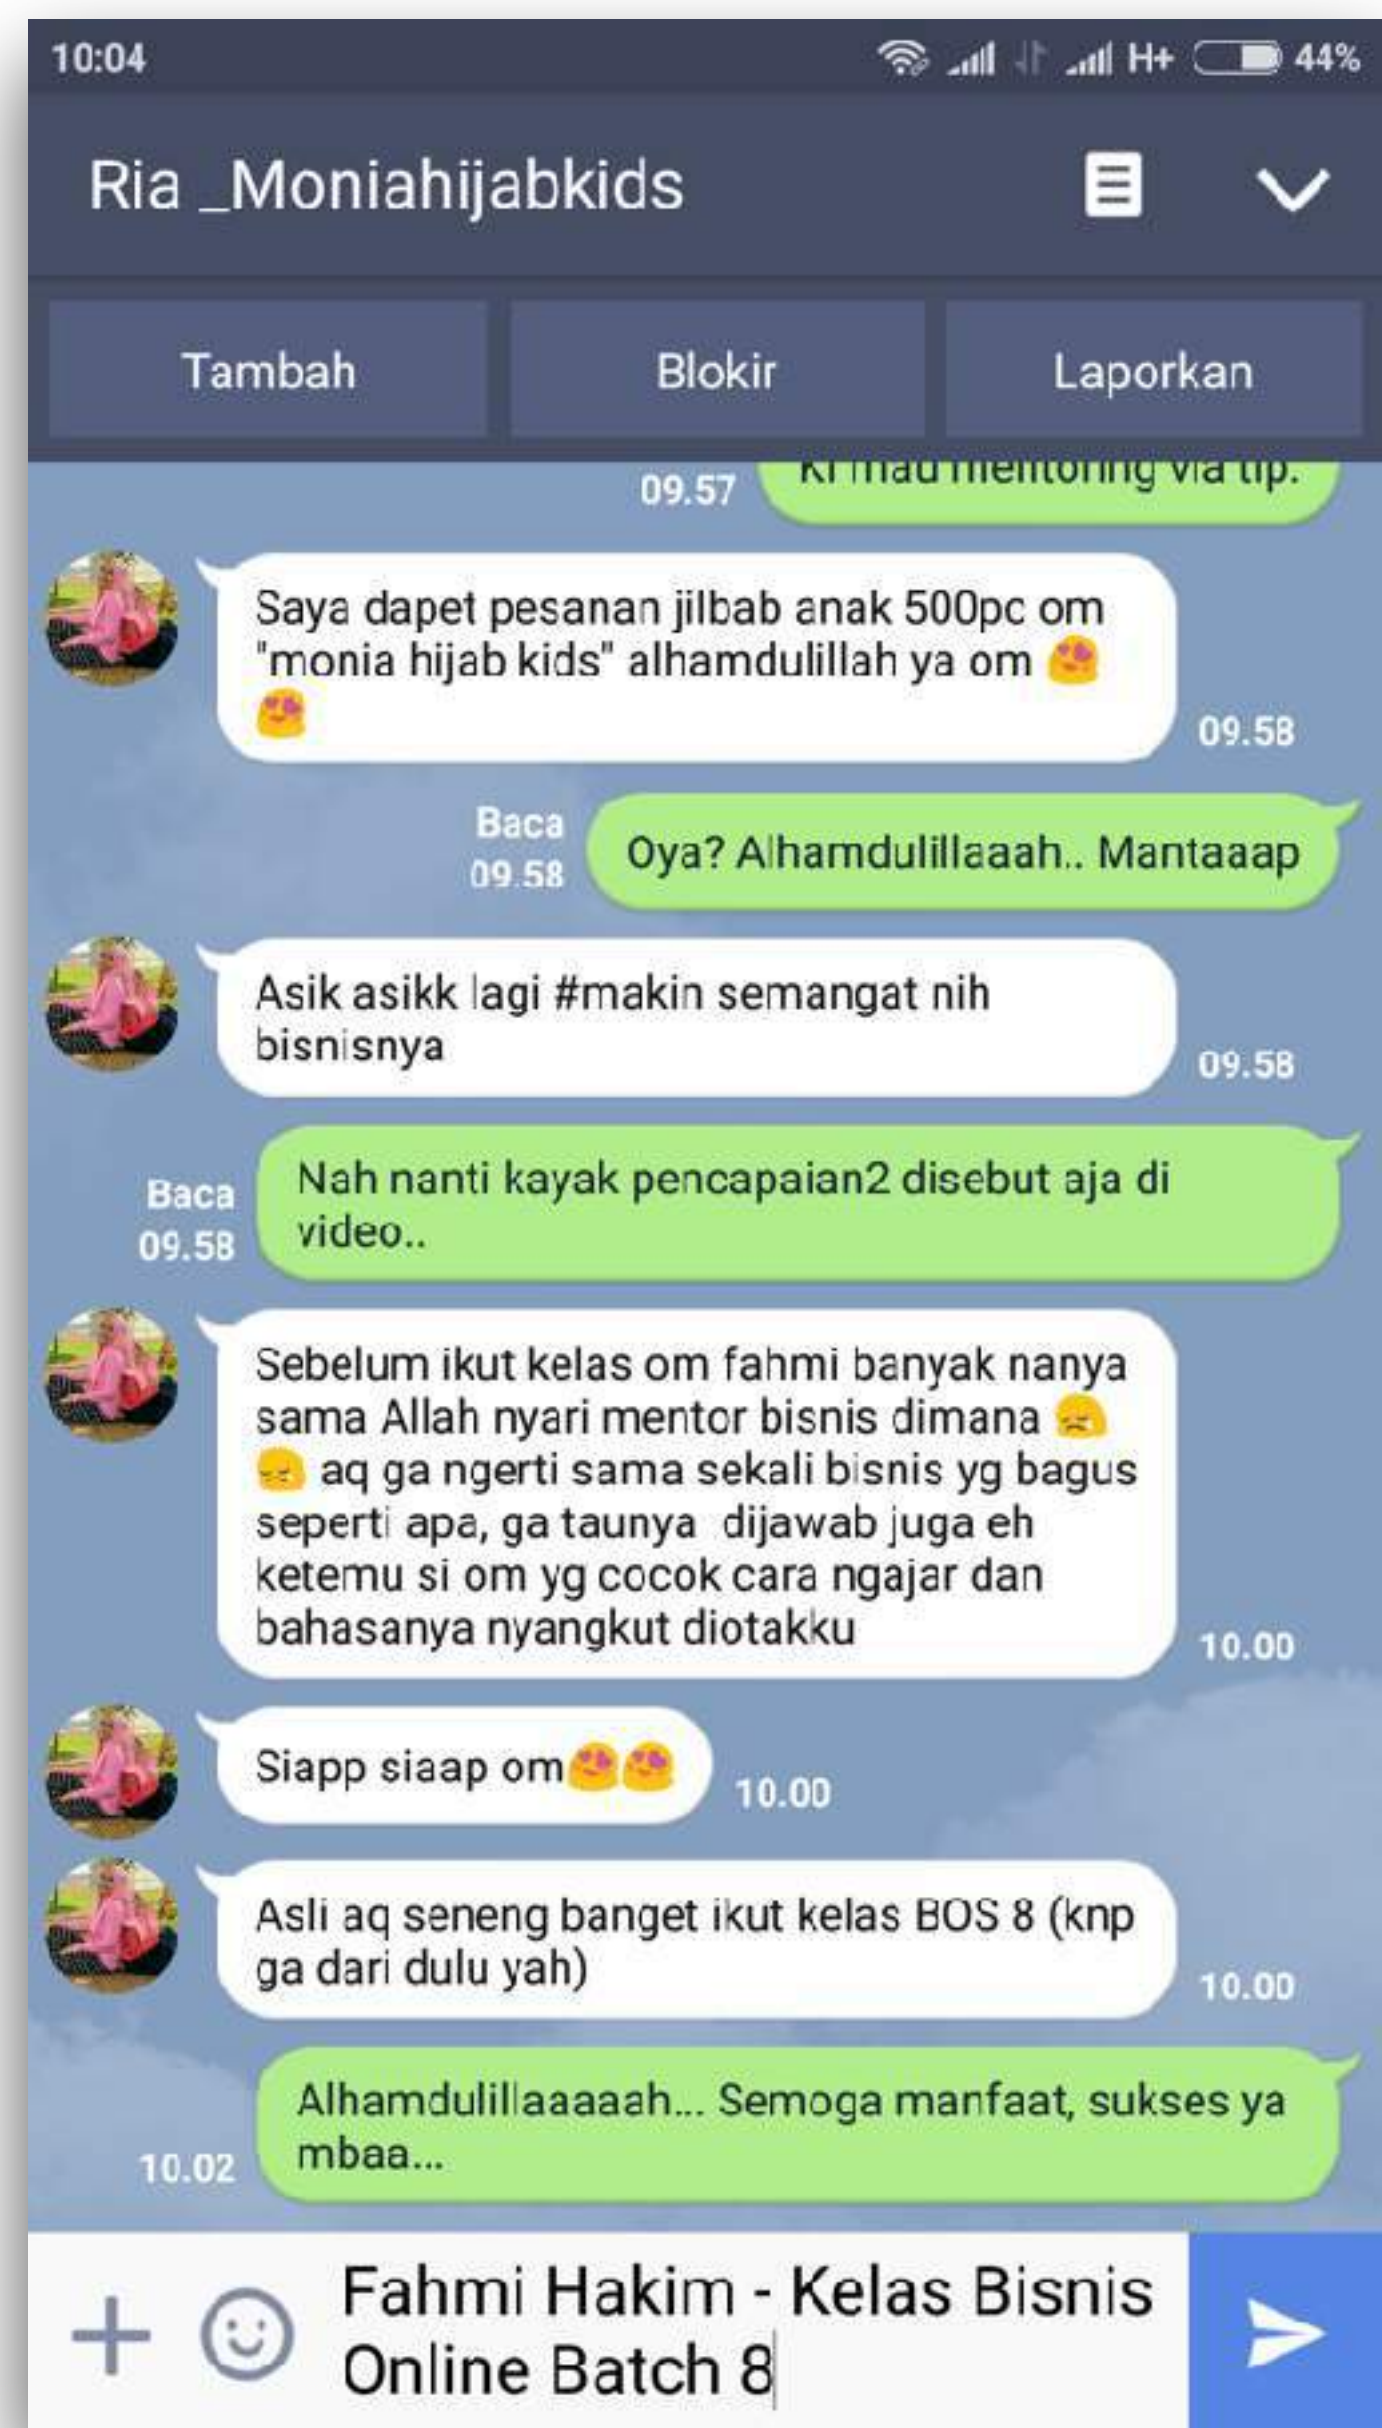 10:04
H+ 44%
Ria _Moniahijabkids
Tambah Blokir Laporkan
mentoring via tlp.
09.57
Saya dapet pesanan jilbab anak 500pc om
"monia hijab kids" alhamdulillah ya om
09.58
Baca
09.58
Oya? Alhamdulillaaah.. Mantaaap
Asik asikk lagi #makin semangat nih
bisnisnya
09.58
Baca
09.58
Nah nanti kayak pencapaian2 disebut aja di
video..
Sebelum ikut kelas om fahmi banyak nanya
sama Allah nyari mentor bisnis dimana
aq ga ngerti sama sekali bisnis yg bagus
seperti apa, ga taunya dijawab juga eh
ketemu si om yg cocok cara ngajar dan
bahasanya nyangkut diotakku
10.00
Siapp siaap om
10.00
Asli aq seneng banget ikut kelas BOS 8 (knp
ga dari dulu yah)
10.00
Alhamdulillaaaaah... Semoga manfaat, sukses ya
mbaa...
10.02
Fahmi Hakim - Kelas Bisnis
Online Batch 8